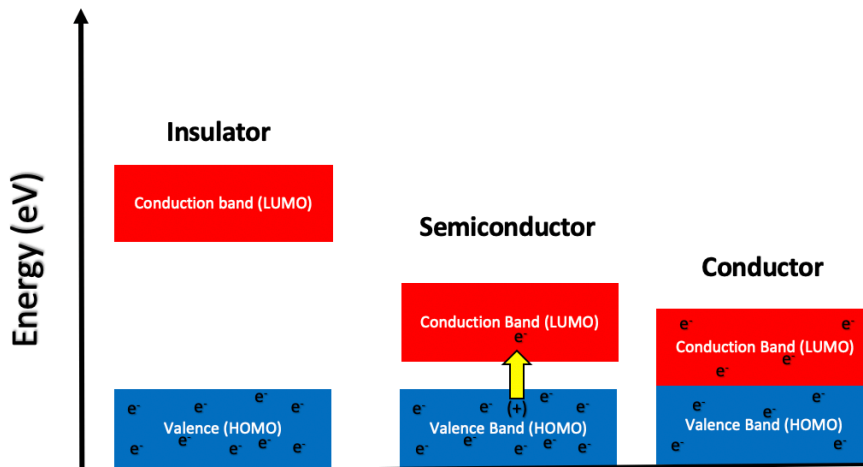 Energy (eV)
Insulator
Conduction band (LUMO)
e⁻ e⁻ e⁻ e⁻
Valence (HOMO)
e⁻ e⁻ e⁻ e⁻ e⁻
Semiconductor
Conduction Band (LUMO)
e⁻
e⁻ e⁻ (+) e⁻ e⁻
Valence Band (HOMO)
e⁻ e⁻ e⁻ e⁻ e⁻
Conductor
e⁻ e⁻
Conduction Band (LUMO)
e⁻ e⁻
e⁻ e⁻ e⁻
Valence Band (HOMO)
e⁻ e⁻